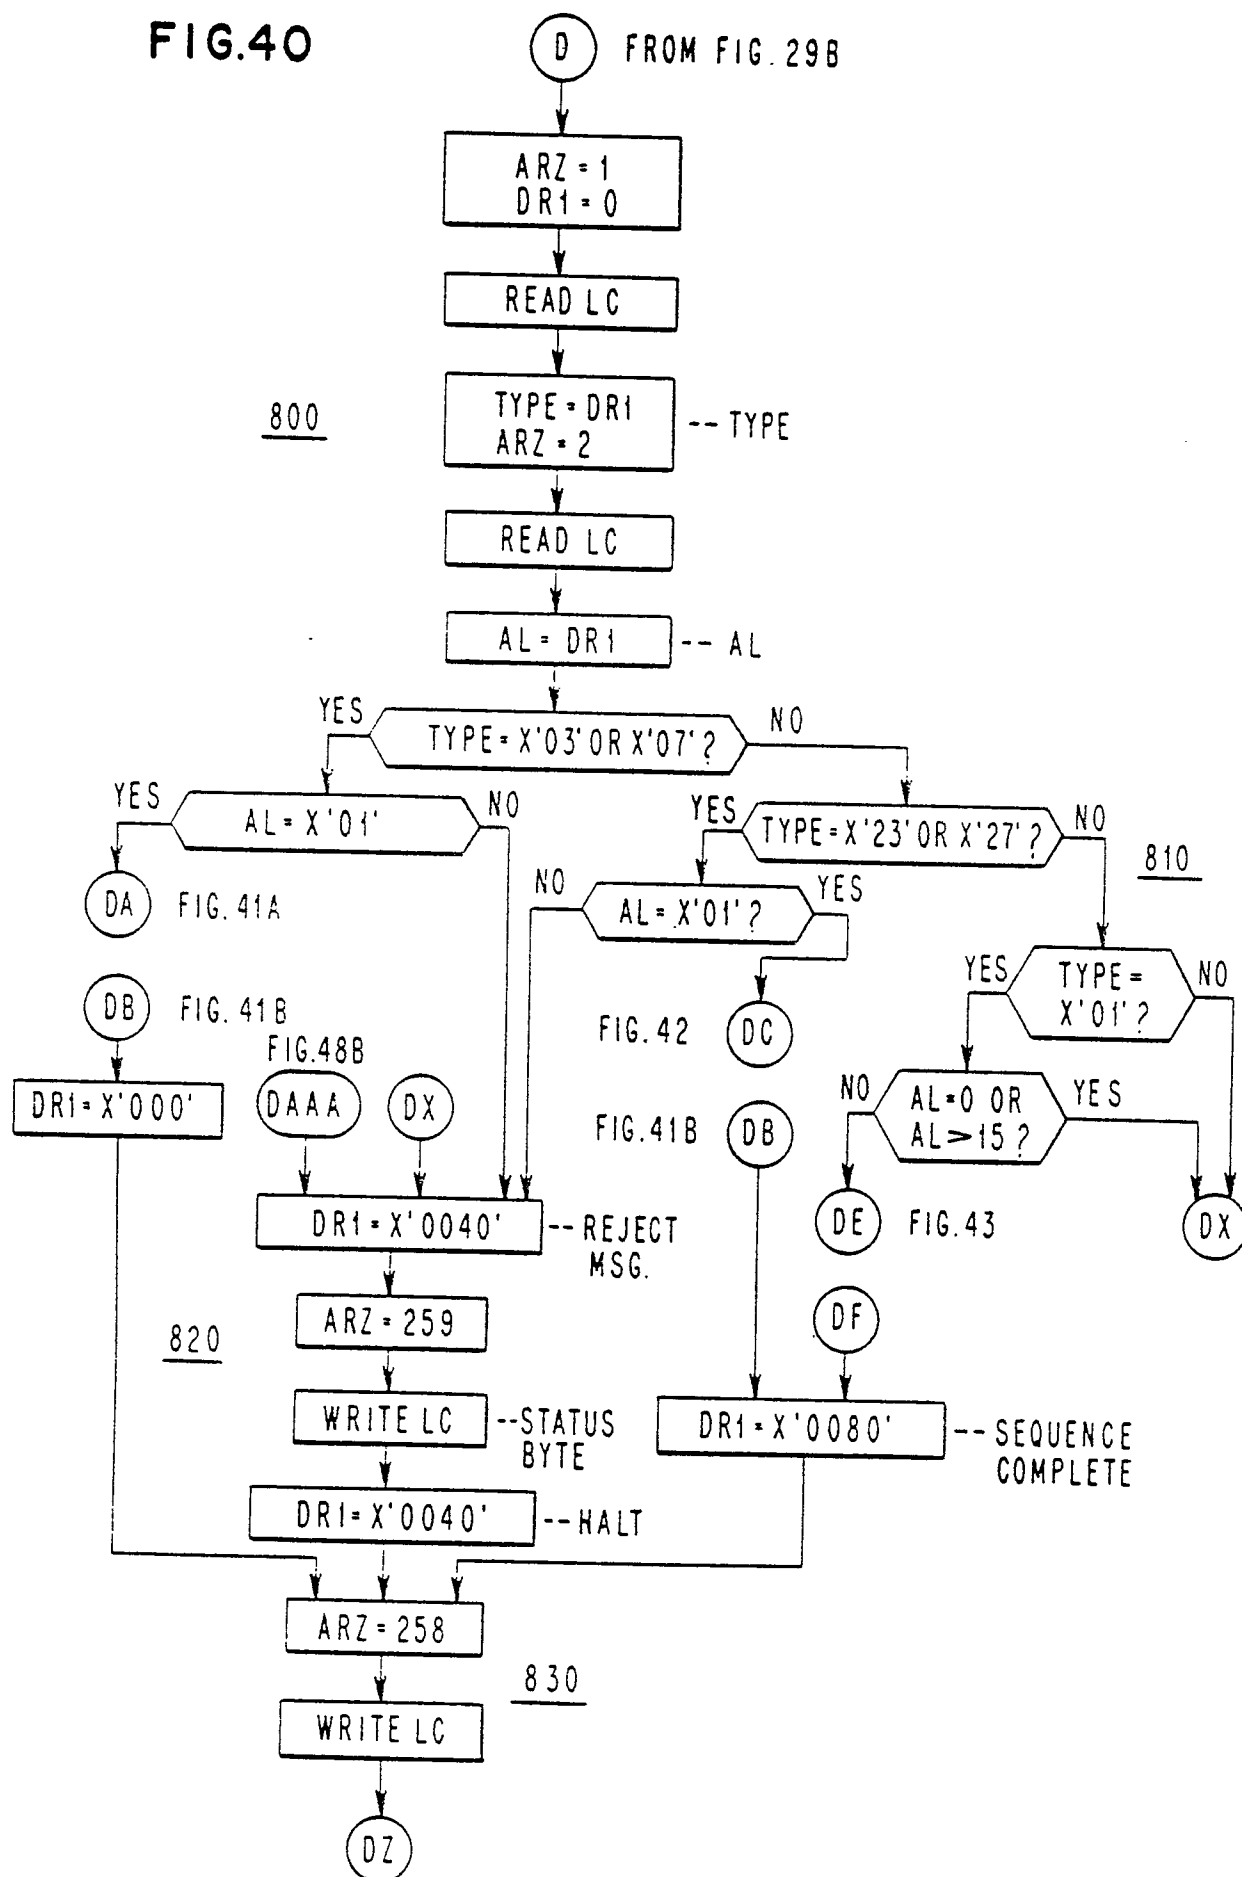 FIG.40
D FROM FIG. 29B
ARZ = 1
DR1 = 0
READ LC
800
TYPE = DR1
ARZ = 2
-- TYPE
READ LC
AL = DR1 -- AL
YES TYPE = X'03' OR X'07'? NO
YES AL = X'01' NO
YES TYPE = X'23' OR X'27'? NO
810
DA FIG. 41A
NO AL = X'01'? YES
YES TYPE = NO
X'01'?
DB FIG. 41B
FIG. 42 DC
FIG.48B
DR1 = X'000'
DAAA DX
FIG.41B DB
NO AL=0 OR YES
AL > 15?
DR1 = X'0040' --REJECT
MSG.
DE FIG.43
DX
ARZ = 259
820
DF
WRITE LC --STATUS
BYTE
DR1 = X'0080' -- SEQUENCE
COMPLETE
DR1 = X'0040' --HALT
ARZ = 258
830
WRITE LC
DZ